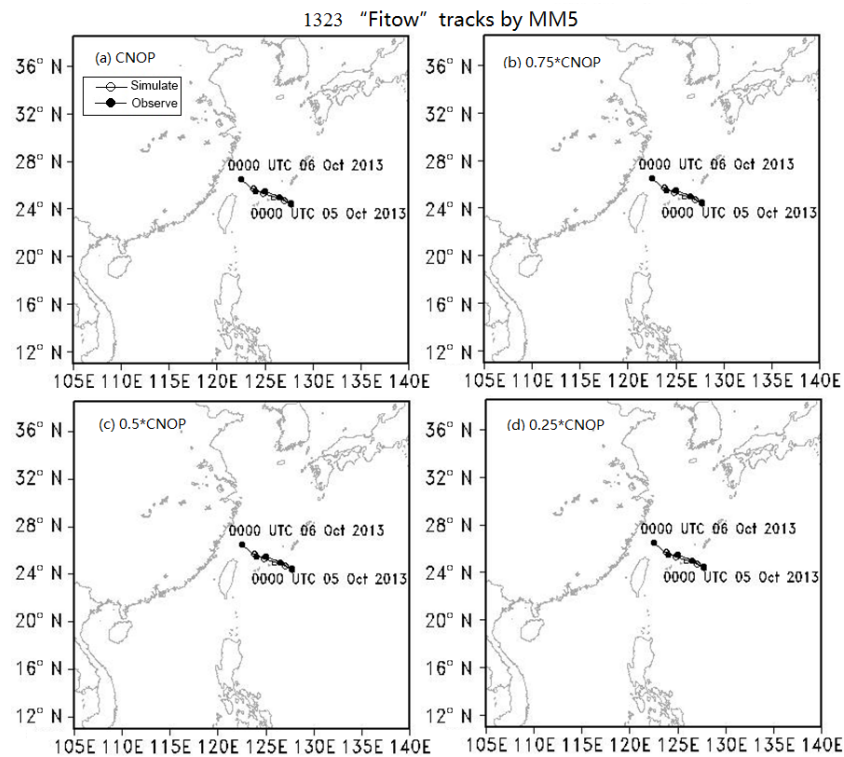 1323 “Fitow” tracks by MM5
(a) CNOP
Simulate
Observe
36° N
32° N
28° N
24° N
20° N
16° N
12° N
0000 UTC 06 Oct 2013
0000 UTC 05 Oct 2013
105E 110E 115E 120E 125E 130E 135E 140E
(b) 0.75*CNOP
36° N
32° N
28° N
24° N
20° N
16° N
12° N
0000 UTC 06 Oct 2013
0000 UTC 05 Oct 2013
105E 110E 115E 120E 125E 130E 135E 140E
(c) 0.5*CNOP
36° N
32° N
28° N
24° N
20° N
16° N
12° N
0000 UTC 06 Oct 2013
0000 UTC 05 Oct 2013
105E 110E 115E 120E 125E 130E 135E 140E
(d) 0.25*CNOP
36° N
32° N
28° N
24° N
20° N
16° N
12° N
0000 UTC 06 Oct 2013
0000 UTC 05 Oct 2013
105E 110E 115E 120E 125E 130E 135E 140E